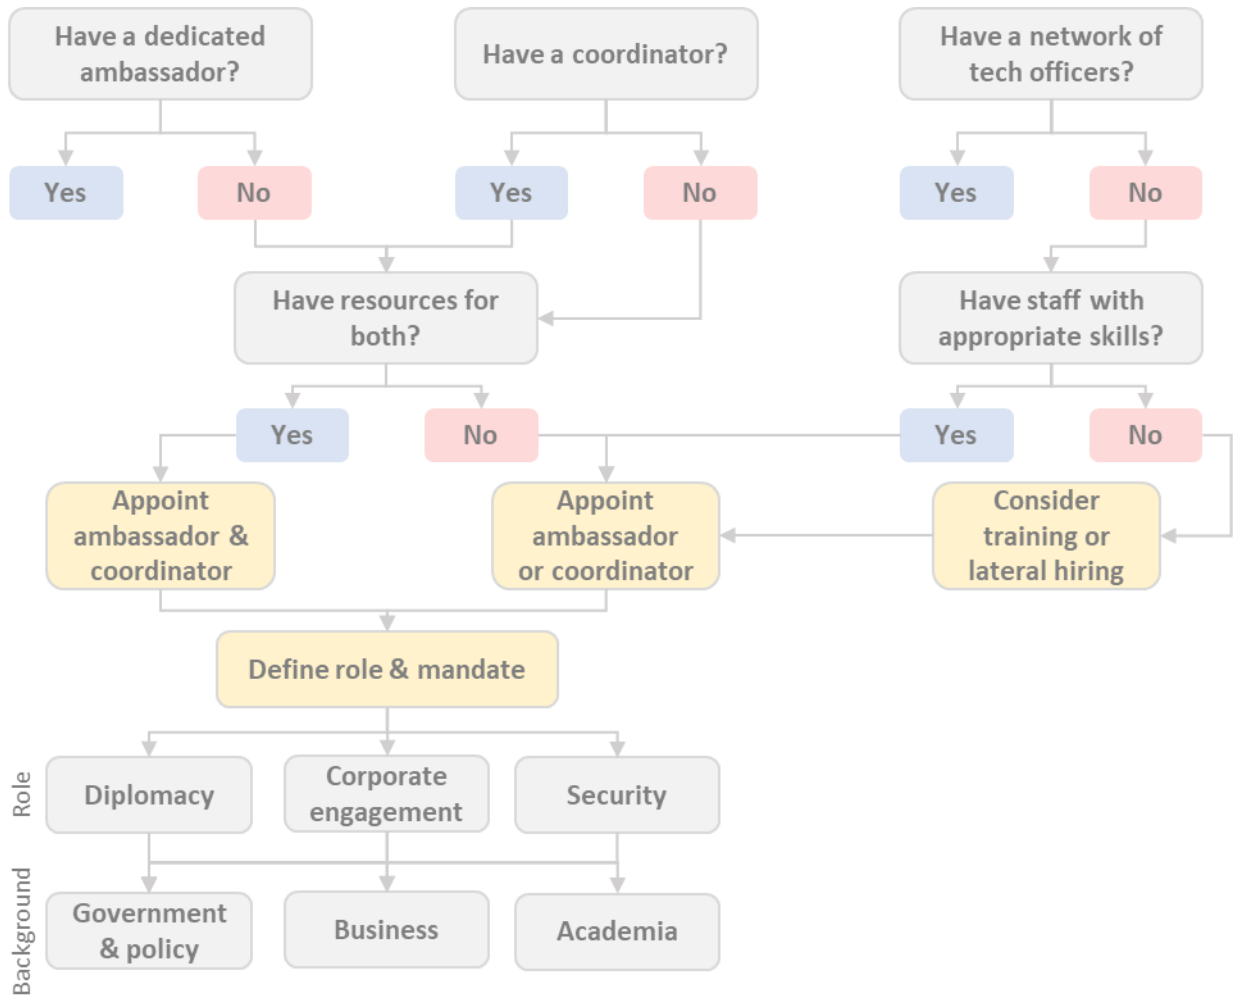 Have a dedicated
ambassador?
Have a coordinator?
Have a network of
tech officers?
Yes
No
Yes
No
Yes
No
Have resources for
both?
Have staff with
appropriate skills?
Yes
No
Yes
No
Appoint
ambassador &
coordinator
Appoint
ambassador
or coordinator
Consider
training or
lateral hiring
Define role & mandate
Role
Diplomacy
Corporate
engagement
Security
Background
Government
& policy
Business
Academia